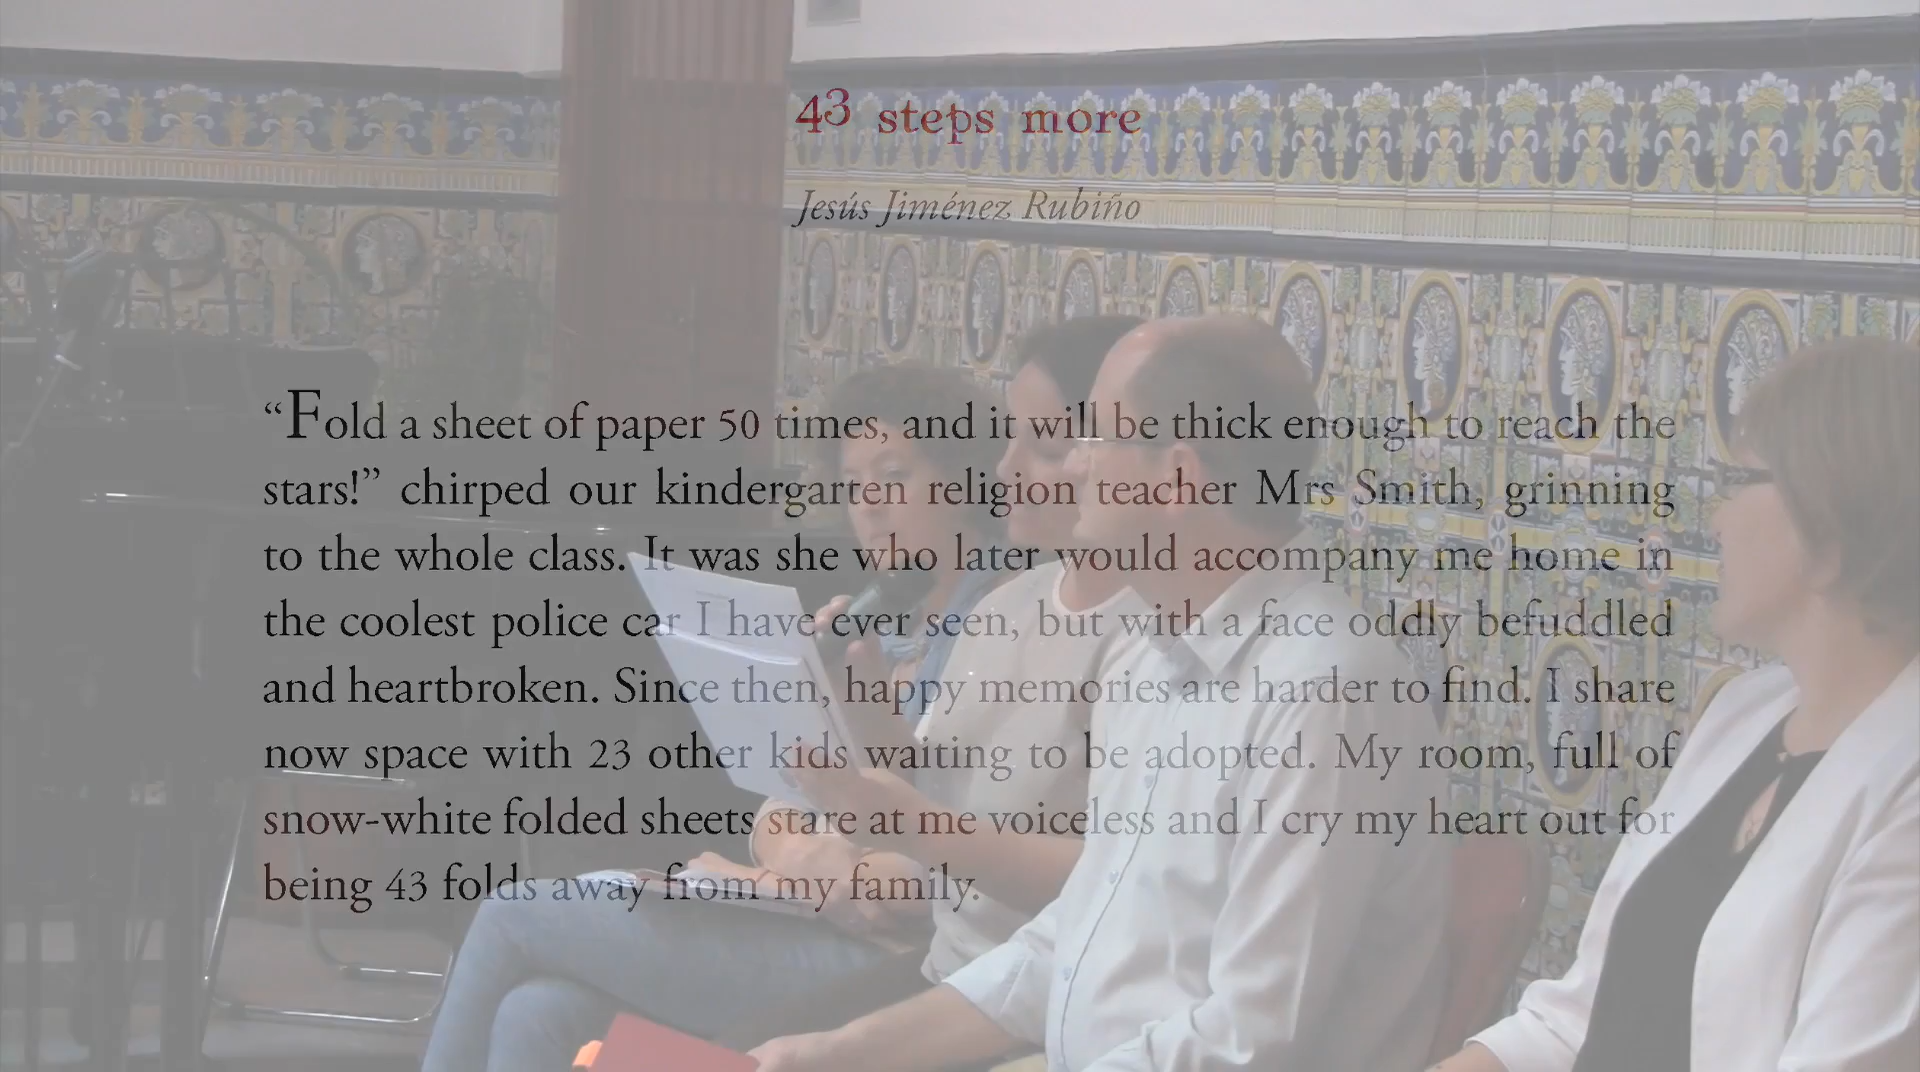 43 steps more
Jesús Jiménez Rubiño
“Fold a sheet of paper 50 times, and it will be thick enough to reach the
stars!” chirped our kindergarten religion teacher Mrs Smith, grinning
to the whole class. It was she who later would accompany me home in
the coolest police car I have ever seen, but with a face oddly befuddled
and heartbroken. Since then, happy memories are harder to find. I share
now space with 23 other kids waiting to be adopted. My room, full of
snow-white folded sheets stare at me voiceless and I cry my heart out for
being 43 folds away from my family.